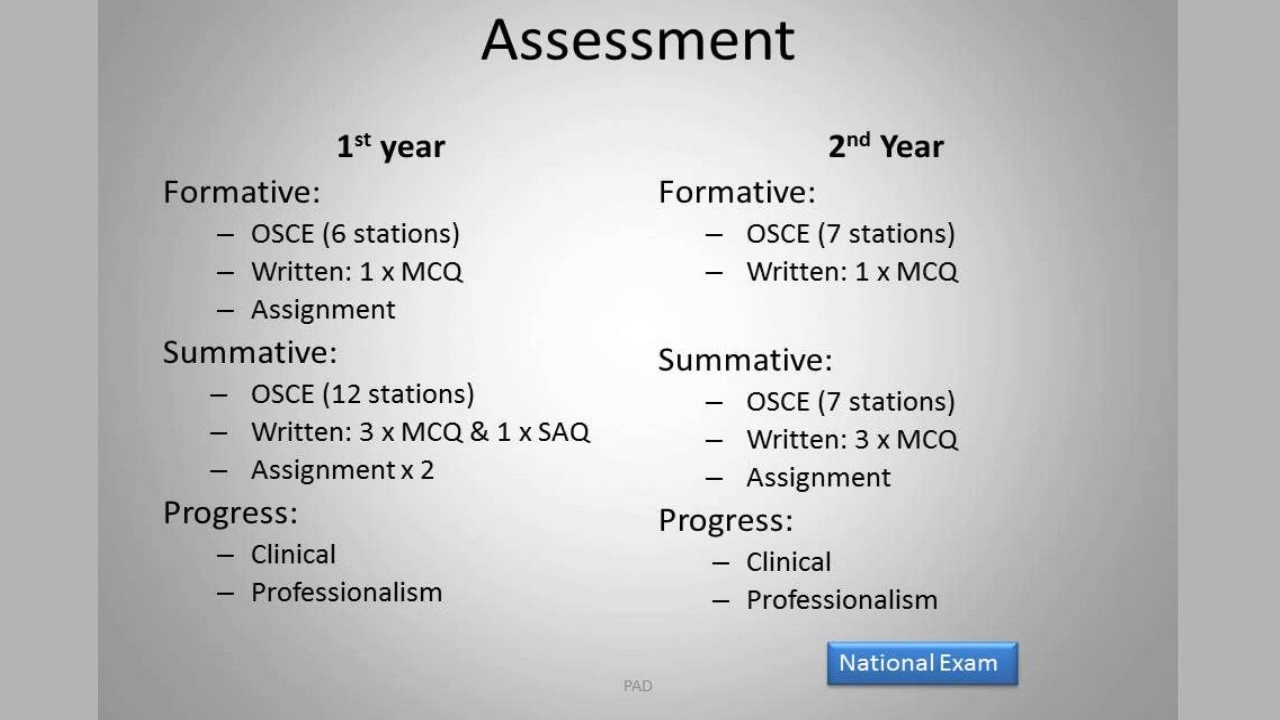 Assessment
1st year
Formative:
– OSCE (6 stations)
– Written: 1 x MCQ
– Assignment
Summative:
– OSCE (12 stations)
– Written: 3 x MCQ & 1 x SAQ
– Assignment x 2
Progress:
– Clinical
– Professionalism
2nd Year
Formative:
– OSCE (7 stations)
– Written: 1 x MCQ
Summative:
– OSCE (7 stations)
– Written: 3 x MCQ
– Assignment
Progress:
– Clinical
– Professionalism
National Exam
PAD